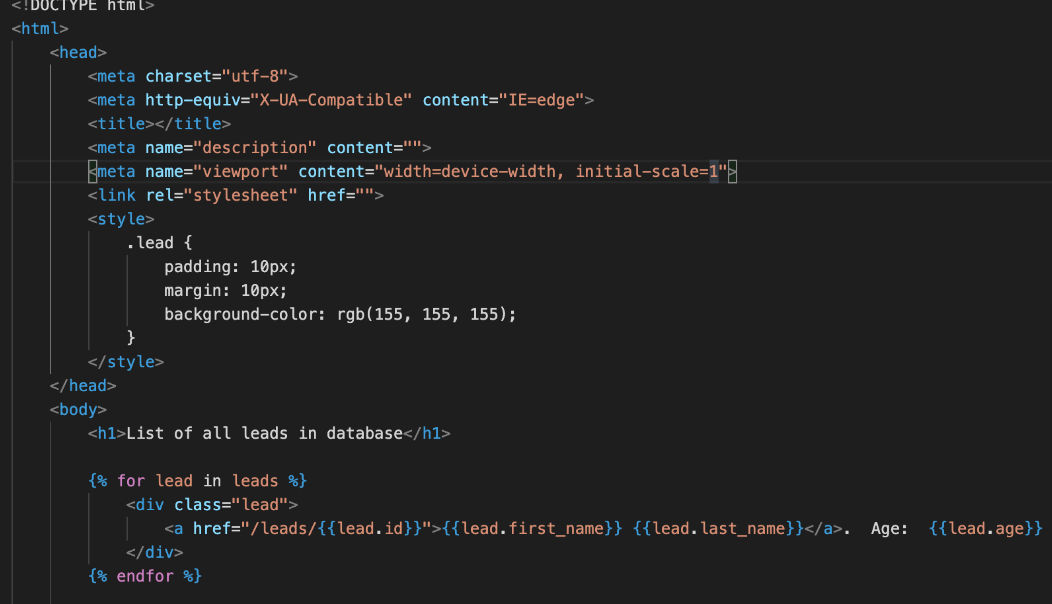 <!DOCTYPE html>
<html>
<head>
<meta charset="utf-8">
<meta http-equiv="X-UA-Compatible" content="IE=edge">
<title></title>
<meta name="description" content="">
<meta name="viewport" content="width=device-width, initial-scale=1">
<link rel="stylesheet" href="">
<style>
.lead {
padding: 10px;
margin: 10px;
background-color: rgb(155, 155, 155);
}
</style>
</head>
<body>
<h1>List of all leads in database</h1>
{% for lead in leads %}
<div class="lead">
<a href="/leads/{{lead.id}}">{{lead.first_name}} {{lead.last_name}}</a>.  Age:  {{lead.age}}
</div>
{% endfor %}